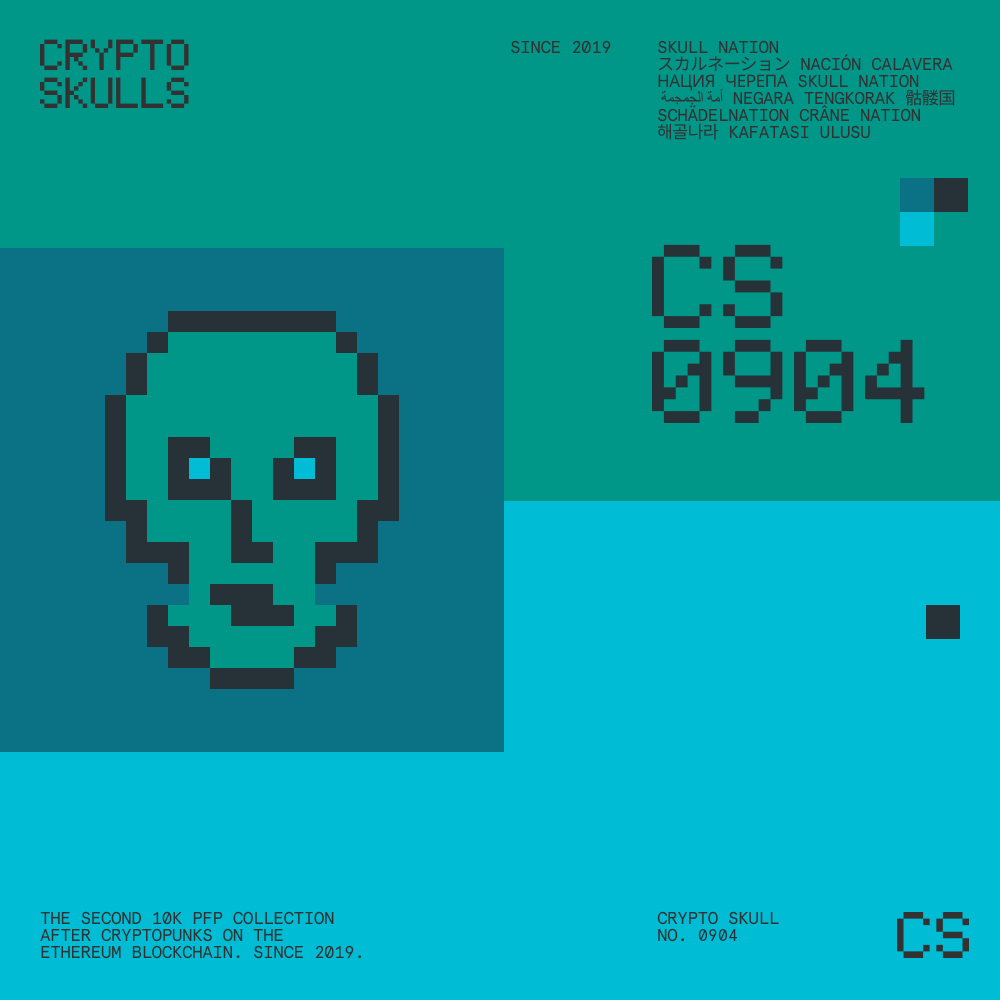 CRYPTO
SKULLS
SINCE 2019
SKULL NATION
スカルネーション NACIÓN CALAVERA
НАЦИЯ ЧЕРЕПА SKULL NATION
أمة الجمجمة NEGARA TENGKORAK 骷髅国
SCHÄDELNATION CRÂNE NATION
해골나라 KAFATASI ULUSU
CS
0904
THE SECOND 10K PFP COLLECTION
AFTER CRYPTOPUNKS ON THE
ETHEREUM BLOCKCHAIN. SINCE 2019.
CRYPTO SKULL
NO. 0904
CS